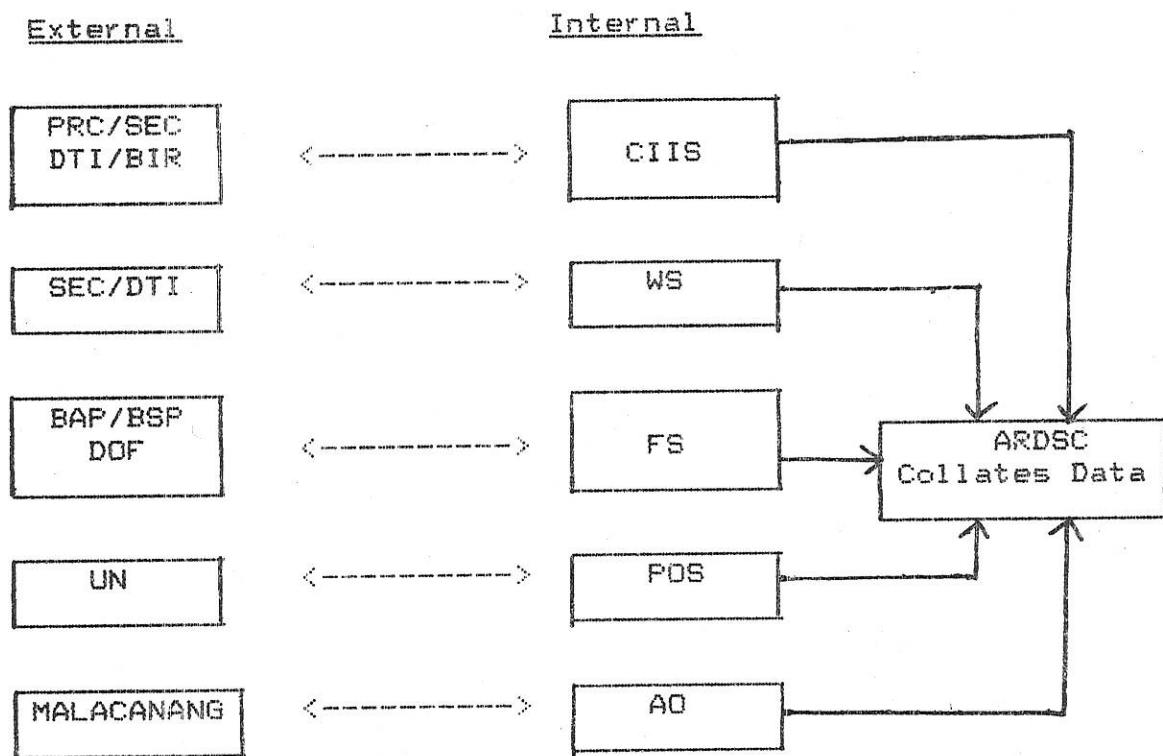 External Internal
PRC/SEC
DTI/BIR
CIIS
SEC/DTI WS
BAP/BSP
DOF
FS
ARDSC
Collates Data
UN POS
MALACANANG AO